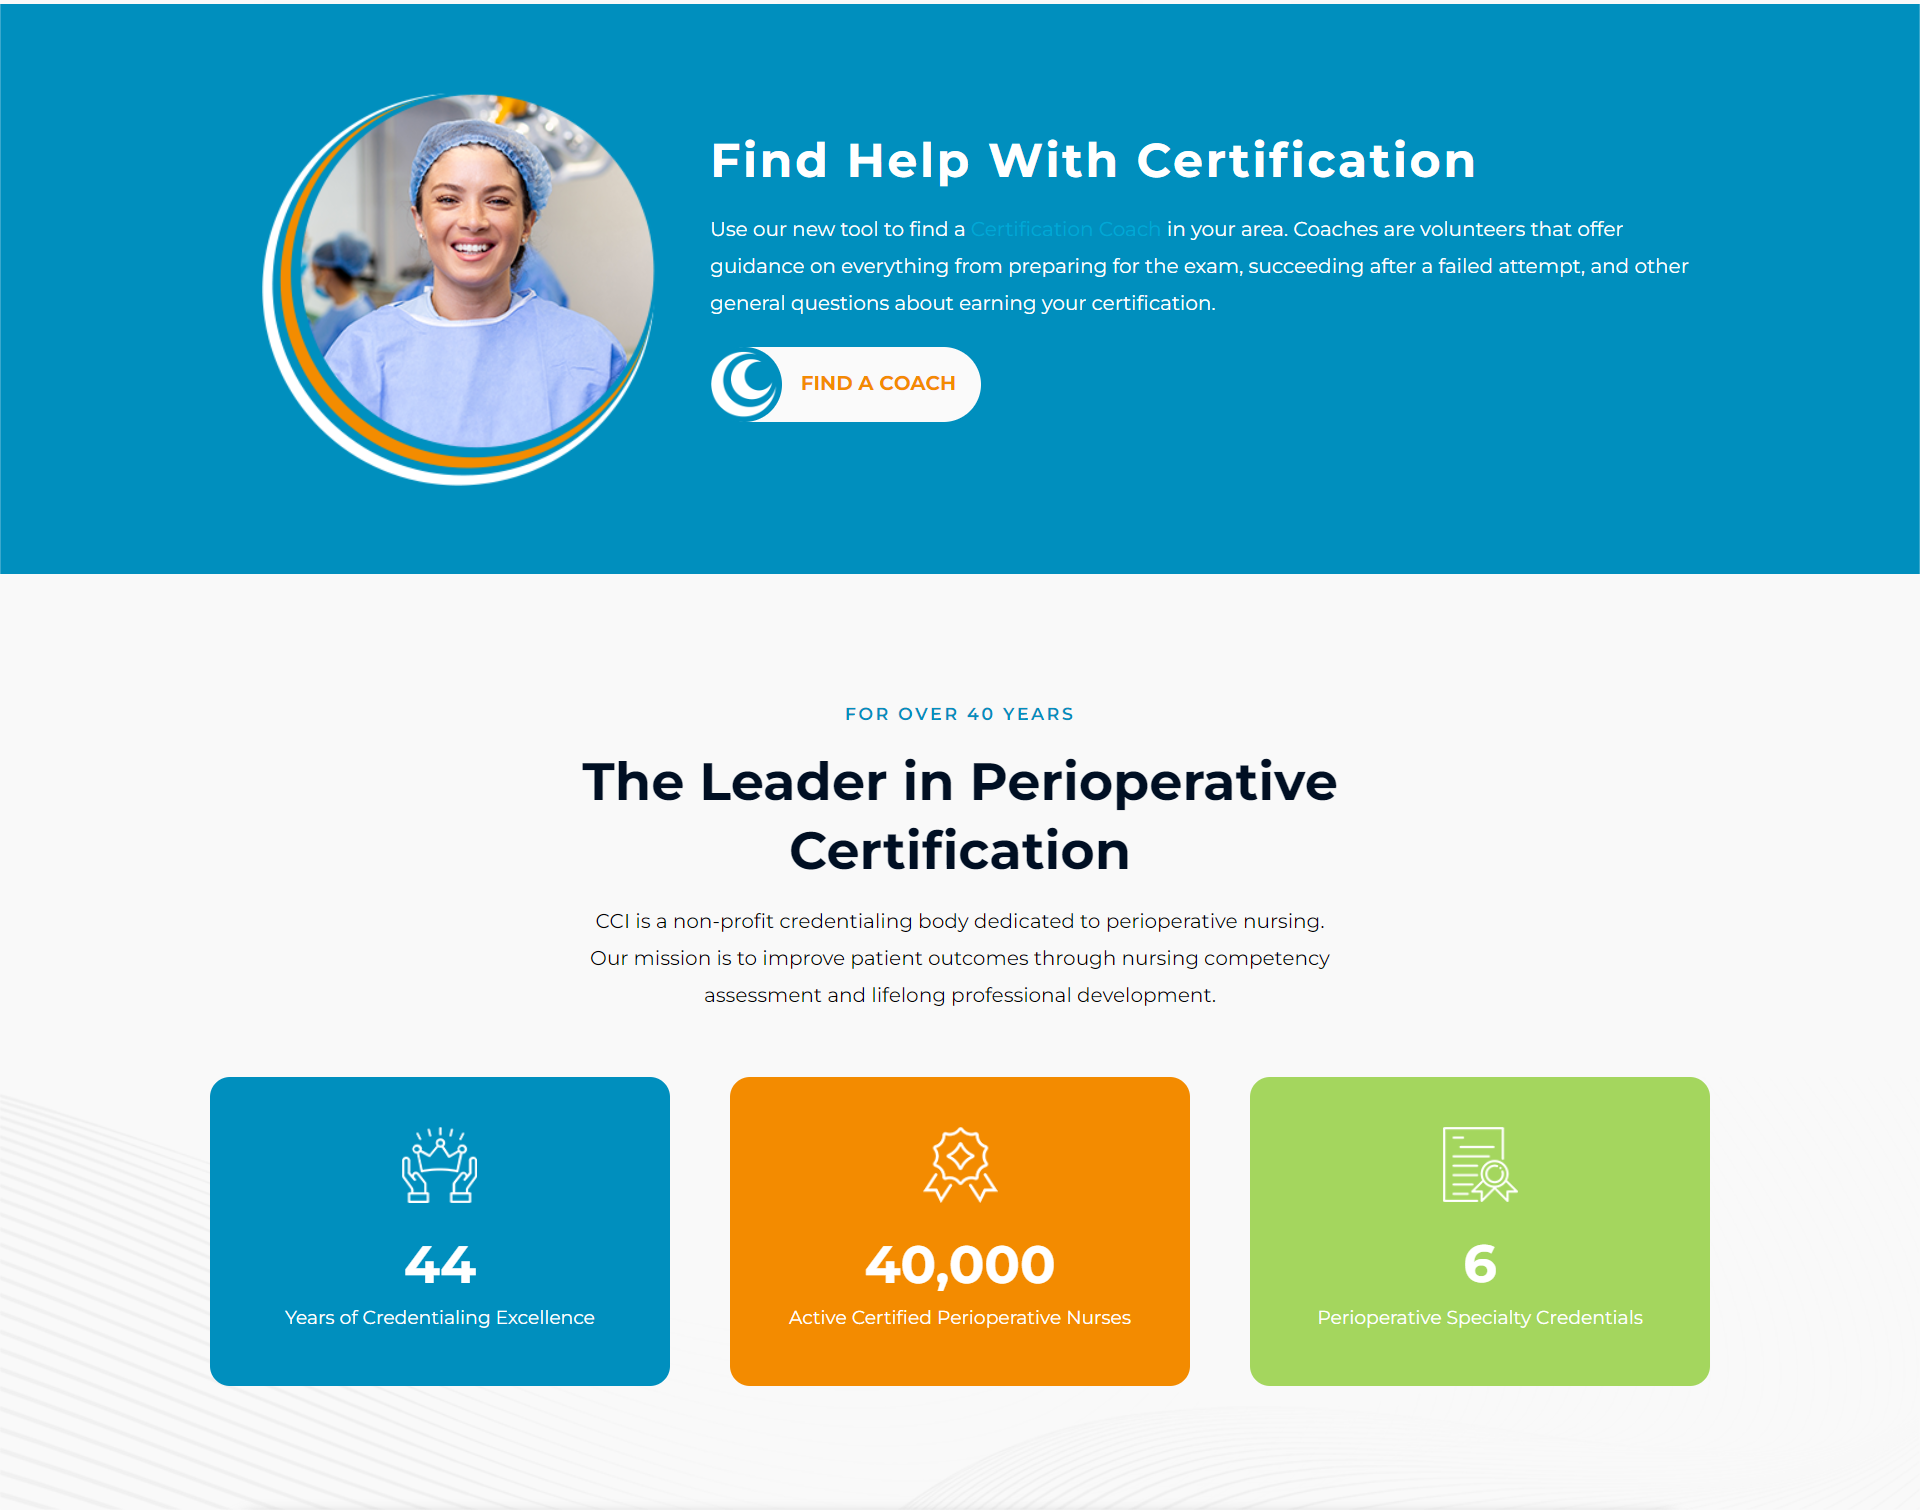 Find Help With Certification
Use our new tool to find a Certification Coach in your area. Coaches are volunteers that offer
guidance on everything from preparing for the exam, succeeding after a failed attempt, and other
general questions about earning your certification.
FIND A COACH
FOR OVER 40 YEARS
The Leader in Perioperative
Certification
CCI is a non-profit credentialing body dedicated to perioperative nursing.
Our mission is to improve patient outcomes through nursing competency
assessment and lifelong professional development.
44
Years of Credentialing Excellence
40,000
Active Certified Perioperative Nurses
6
Perioperative Specialty Credentials